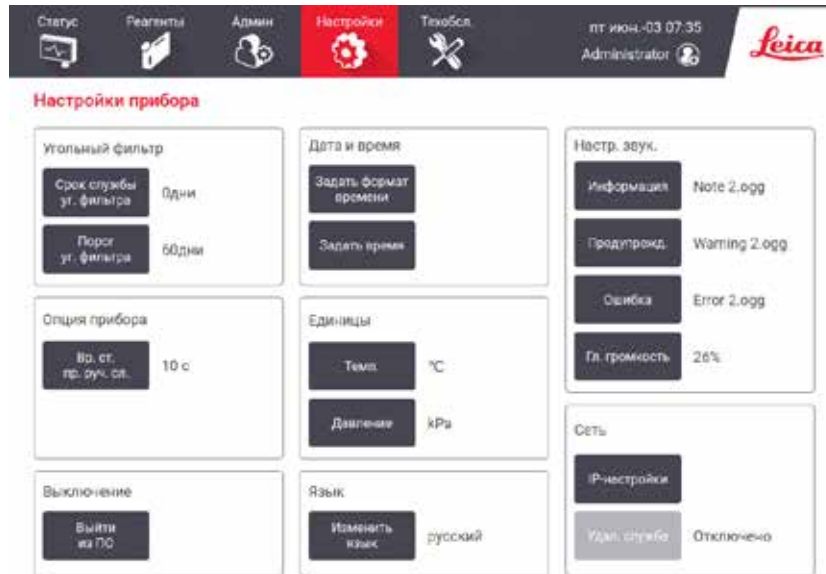 Статус Реагенты Админ Настройки Техобсл. пт июн.-03 07:35
Administrator
Leica
Настройки прибора
Угольный фильтр
Срок службы
уг. фильтра
0дни
Порог
уг. фильтра
60дни
Дата и время
Задать формат
времени
Задать время
Настр. звук.
Информация Note 2.ogg
Предупрежд. Warning 2.ogg
Ошибка Error 2.ogg
Гл. громкость 26%
Опция прибора
Вр. ст.
пр. руч. сл.
10 с
Единицы
Темп. °C
Давление kPa
Сеть
IP-настройки
Удал. служба Отключено
Выключение
Выйти
из ПО
Язык
Изменить
язык
русский